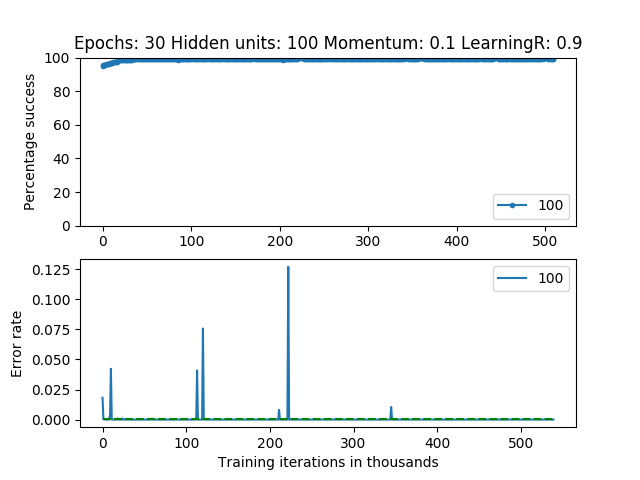 Epochs: 30 Hidden units: 100 Momentum: 0.1 LearningR: 0.9
100
80
60
40
20
0
Percentage success
100
0 100 200 300 400 500
0.125
0.100
0.075
0.050
0.025
0.000
Error rate
100
0 100 200 300 400 500
Training iterations in thousands